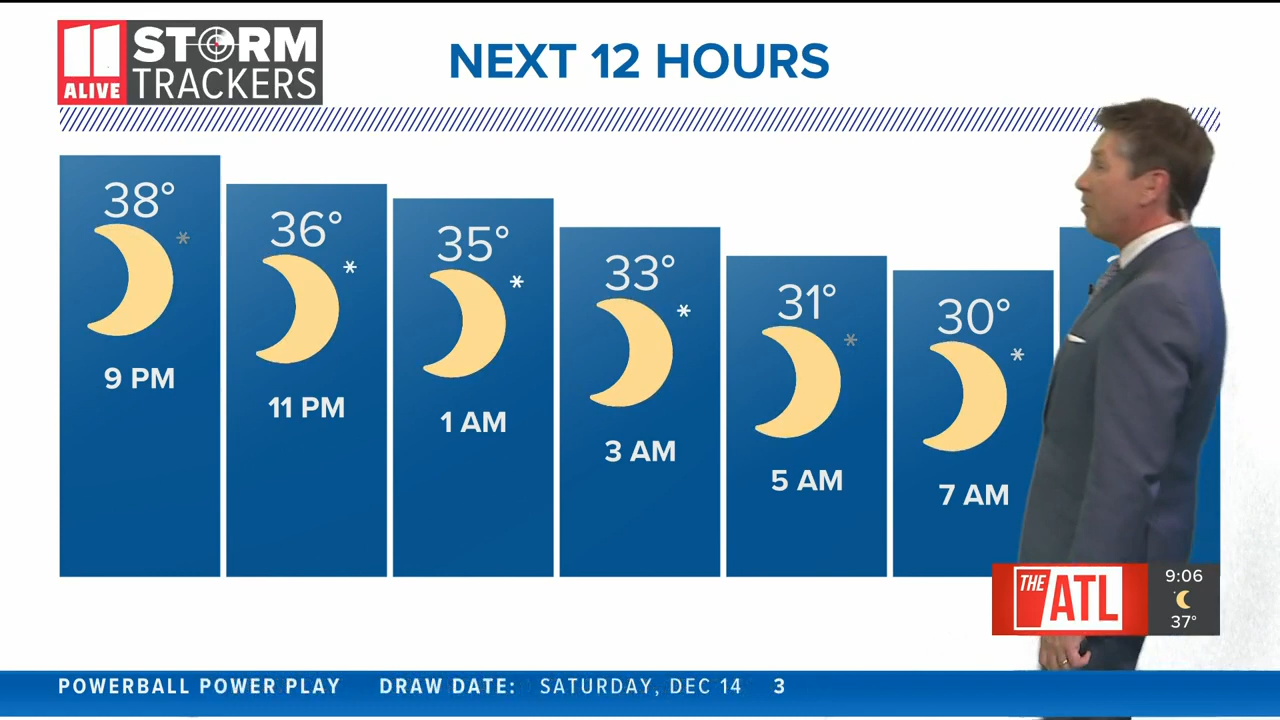 11
ALIVE
STORM
TRACKERS
NEXT 12 HOURS
38°
9 PM
36°
11 PM
35°
1 AM
33°
3 AM
31°
5 AM
30°
7 AM
THE ATL
9:06
37°
POWERBALL POWER PLAY DRAW DATE: SATURDAY, DEC 14 3